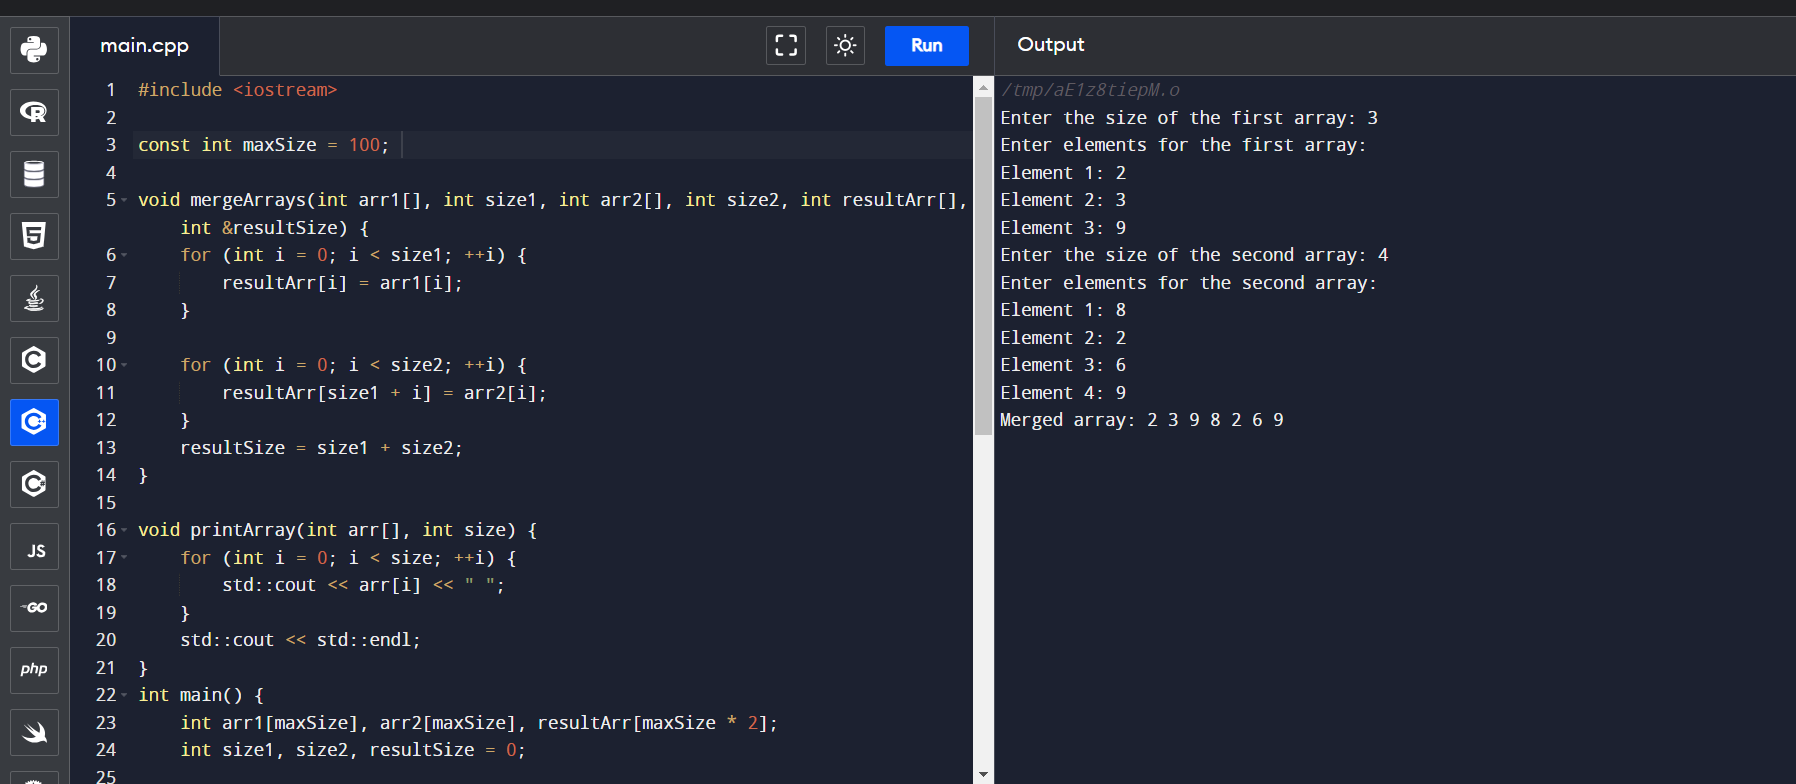 main.cpp
Run
Output
1 #include <iostream>
2
3 const int maxSize = 100;
4
5 void mergeArrays(int arr1[], int size1, int arr2[], int size2, int resultArr[],
int &resultSize) {
6 for (int i = 0; i < size1; ++i) {
7 resultArr[i] = arr1[i];
8 }
9
10 for (int i = 0; i < size2; ++i) {
11 resultArr[size1 + i] = arr2[i];
12 }
13 resultSize = size1 + size2;
14 }
15
16 void printArray(int arr[], int size) {
17 for (int i = 0; i < size; ++i) {
18 std::cout << arr[i] << " ";
19 }
20 std::cout << std::endl;
21 }
22 int main() {
23 int arr1[maxSize], arr2[maxSize], resultArr[maxSize * 2];
24 int size1, size2, resultSize = 0;
25
/tmp/aE1z8tiepM.o
Enter the size of the first array: 3
Enter elements for the first array:
Element 1: 2
Element 2: 3
Element 3: 9
Enter the size of the second array: 4
Enter elements for the second array:
Element 1: 8
Element 2: 2
Element 3: 6
Element 4: 9
Merged array: 2 3 9 8 2 6 9
R
5
C
C++
C#
JS
GO
php